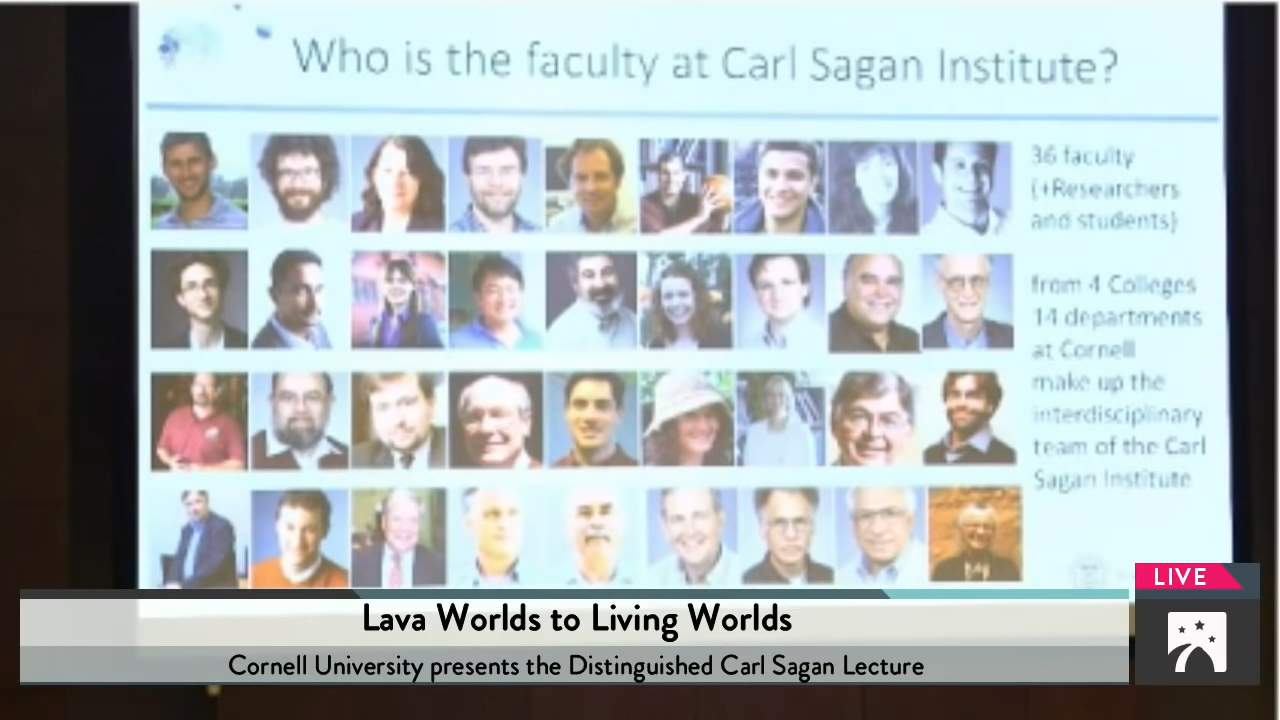 Who is the faculty at Carl Sagan Institute?
36 faculty
(+Researchers
and students)
from 4 Colleges
14 departments
at Cornell
make up the
interdisciplinary
team of the Carl
Sagan Institute
LIVE
Lava Worlds to Living Worlds
Cornell University presents the Distinguished Carl Sagan Lecture